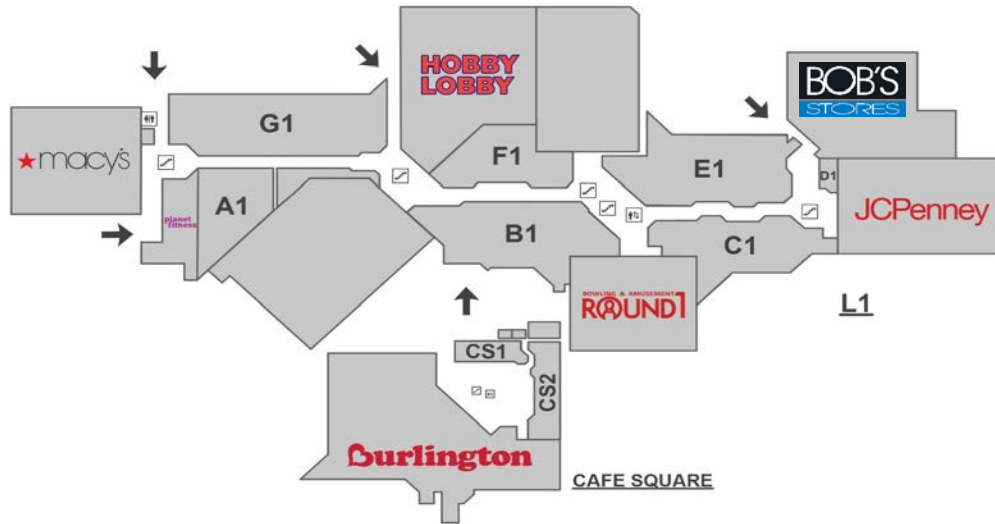 HOBBY
LOBBY
BOB'S
STORES
G1
macy's
F1
E1
D1
planet
fitness
A1
JCPenney
B1
C1
BOWLING & AMUSEMENT
ROUND1
L1
CS1
CS2
Burlington
CAFE SQUARE